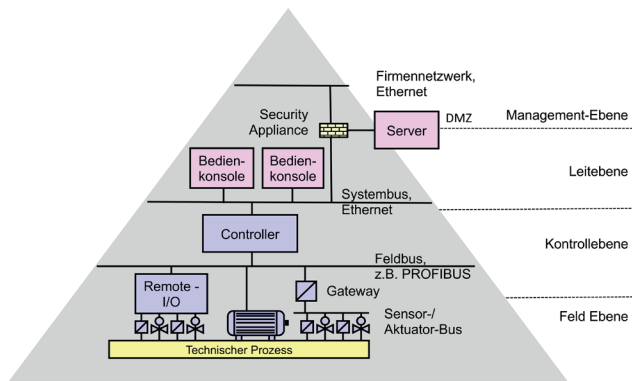 Firmennetzwerk,
Ethernet
Security
Appliance
Server
DMZ
Management-Ebene
Bedien-
konsole
Bedien-
konsole
Leitebene
Systembus,
Ethernet
Controller
Kontrollebene
Feldbus,
z.B. PROFIBUS
Remote -
I/O
Gateway
Sensor-/
Aktuator-Bus
Feld Ebene
Technischer Prozess